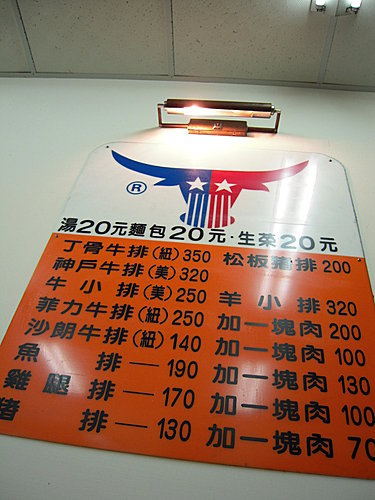 ®
湯20元麵包20元·生菜20元
丁骨牛排(紐)350 松板豬排200
神戶牛排(美)320
牛小排(美)250 羊小排320
菲力牛排(紐)250 加一塊肉200
沙朗牛排(紐)140 加一塊肉100
魚排—190 加一塊肉130
雞腿排—170 加一塊肉100
豬排—130 加一塊肉70